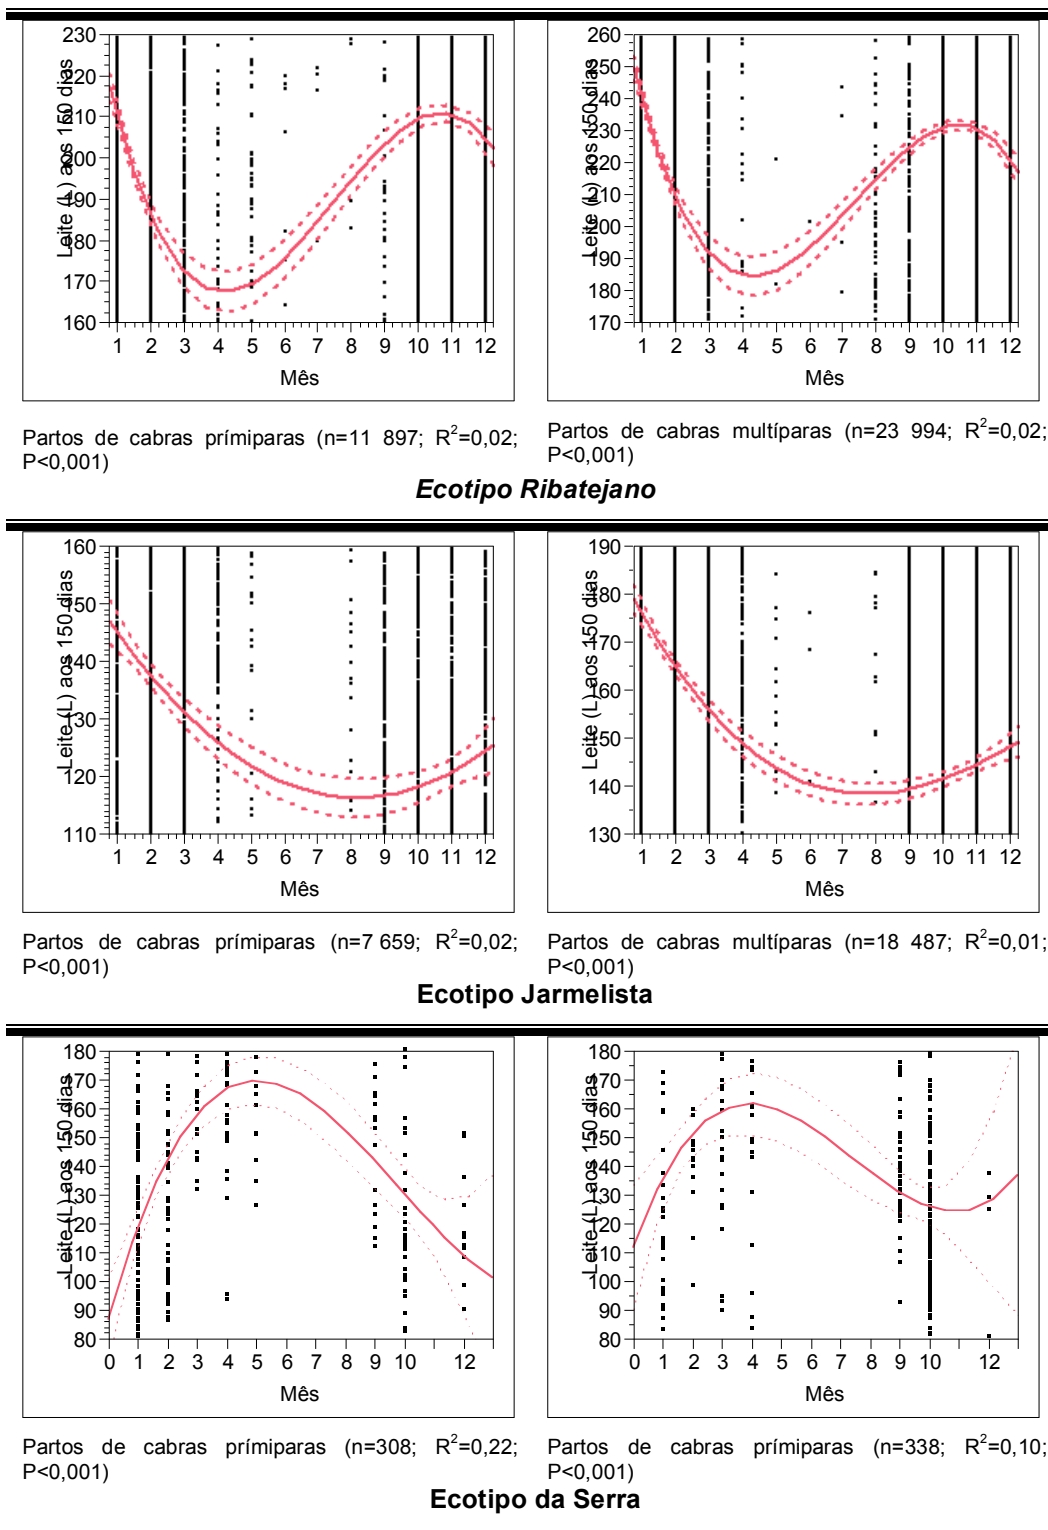 230
220
210
200
190
180
170
160
Leite (L) aos 150 dias
1 2 3 4 5 6 7 8 9 10 11 12
Mês
260
250
240
230
220
210
200
190
180
170
Leite (L) aos 150 dias
1 2 3 4 5 6 7 8 9 10 11 12
Mês
Partos de cabras prímiparas (n=11 897; R²=0,02;
P<0,001)
Partos de cabras multíparas (n=23 994; R²=0,02;
P<0,001)
Ecotipo Ribatejano
160
150
140
130
120
110
Leite (L) aos 150 dias
1 2 3 4 5 6 7 8 9 10 11 12
Mês
190
180
170
160
150
140
130
Leite (L) aos 150 dias
1 2 3 4 5 6 7 8 9 10 11 12
Mês
Partos de cabras prímiparas (n=7 659; R²=0,02;
P<0,001)
Partos de cabras multíparas (n=18 487; R²=0,01;
P<0,001)
Ecotipo Jarmelista
180
170
160
150
140
130
120
110
100
90
80
Leite (L) aos 150 dias
0 1 2 3 4 5 6 7 8 9 10 12
Mês
180
170
160
150
140
130
120
110
100
90
80
Leite (L) aos 150 dias
0 1 2 3 4 5 6 7 8 9 10 12
Mês
Partos de cabras prímiparas (n=308; R²=0,22;
P<0,001)
Partos de cabras prímiparas (n=338; R²=0,10;
P<0,001)
Ecotipo da Serra